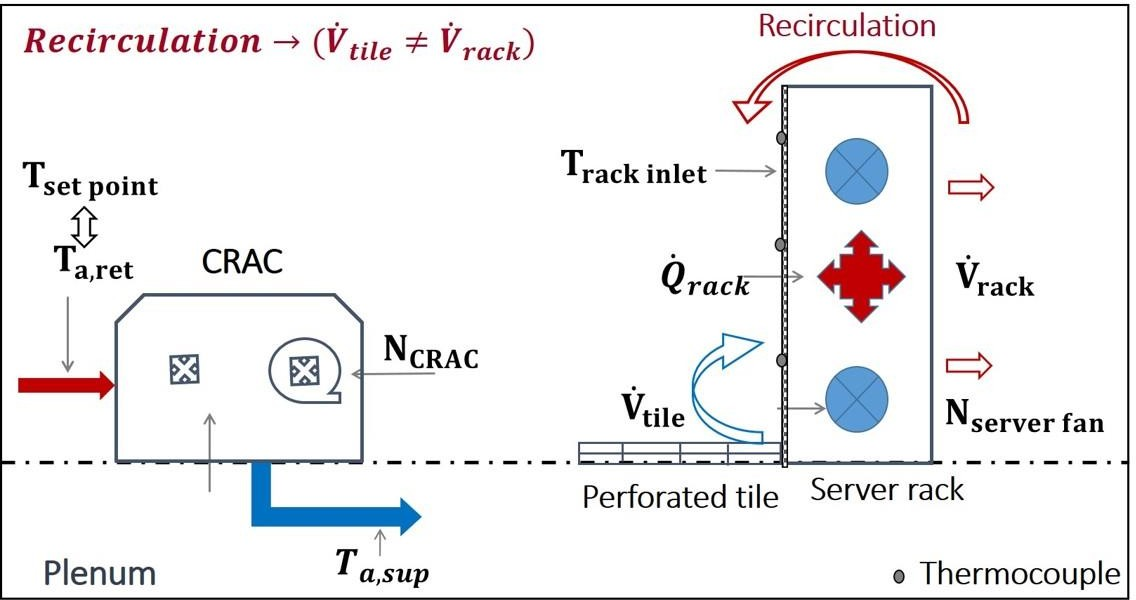 Recirculation → (V̇tile ≠ V̇rack)
Recirculation
Tset point
Ta,ret
CRAC
NCRAC
Track inlet
Q̇rack
V̇rack
V̇tile
Nserver fan
Perforated tile
Server rack
Ta,sup
Plenum
Thermocouple